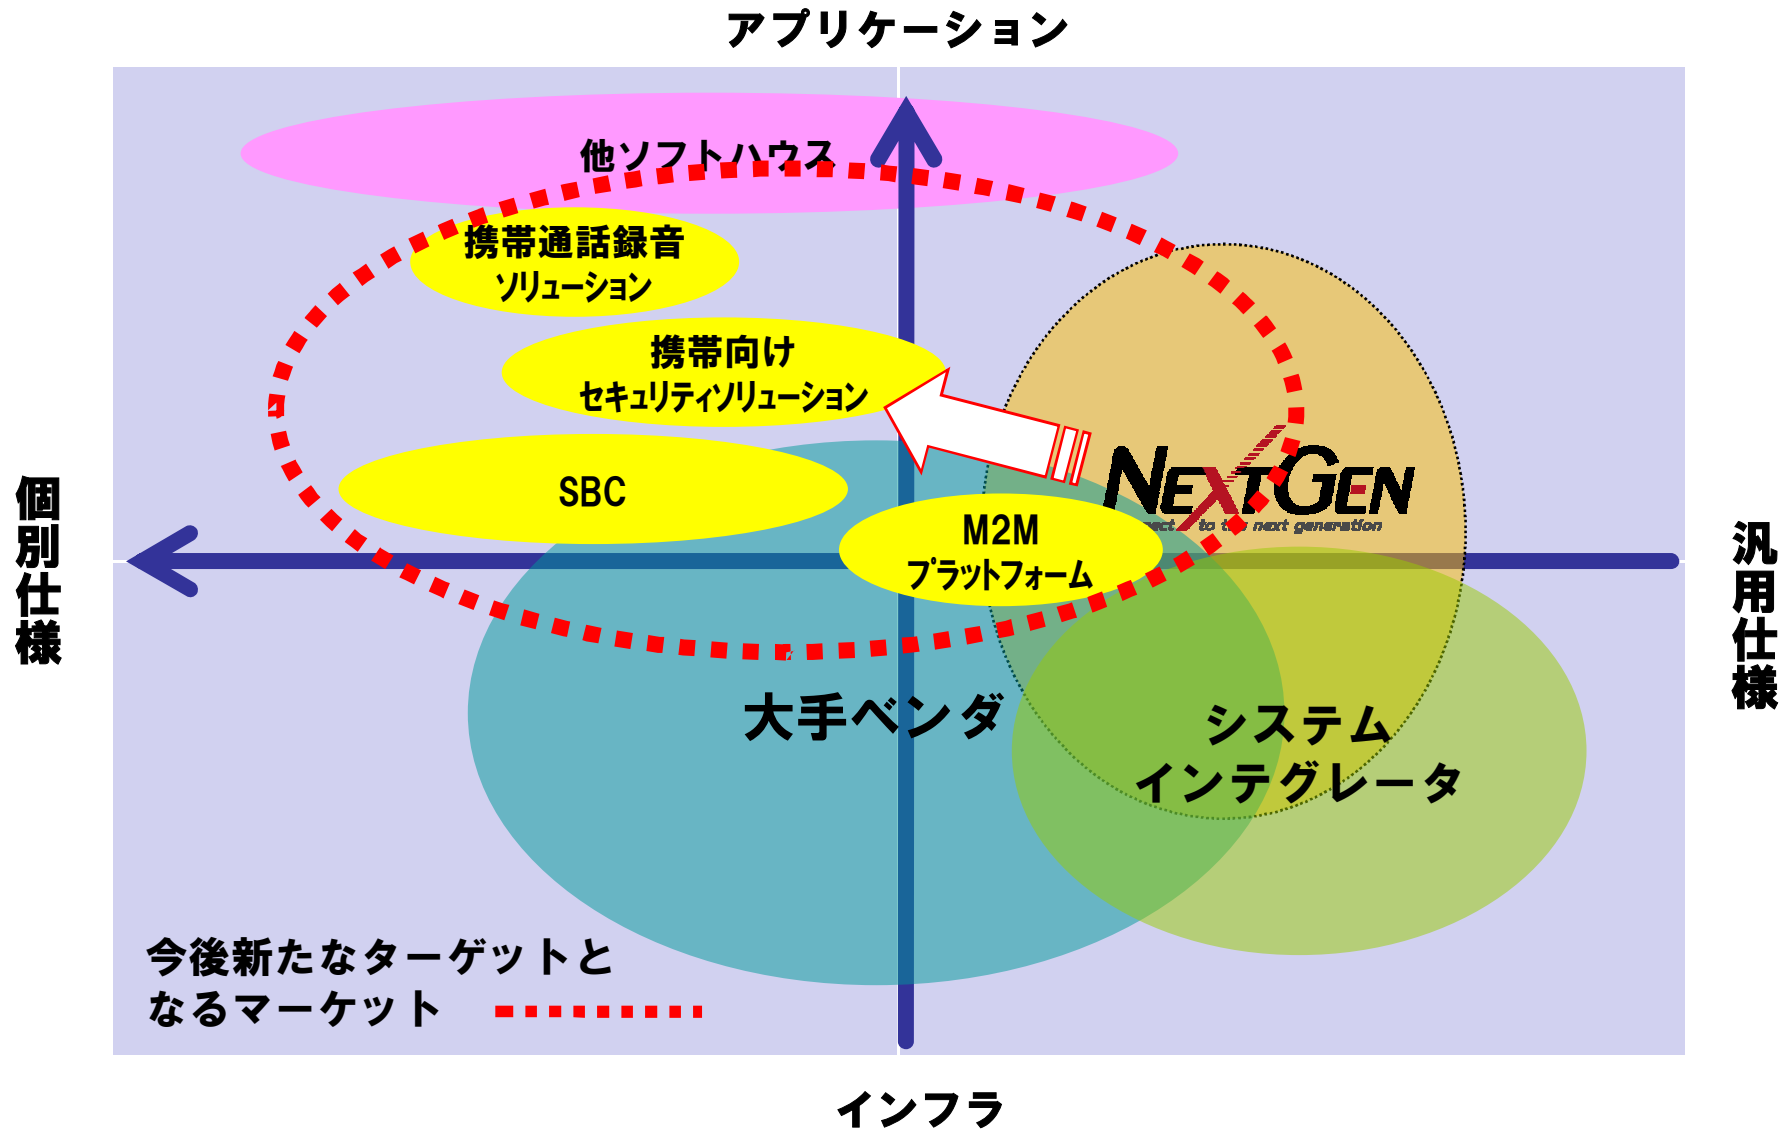 アプリケーション
他ソフトハウス
携帯通話録音
ソリューション
携帯向け
セキュリティソリューション
SBC
NEXTGEN
to the next generation
M2M
プラットフォーム
個別仕様
汎用仕様
大手ベンダ
システム
インテグレータ
今後新たなターゲットと
なるマーケット
インフラ